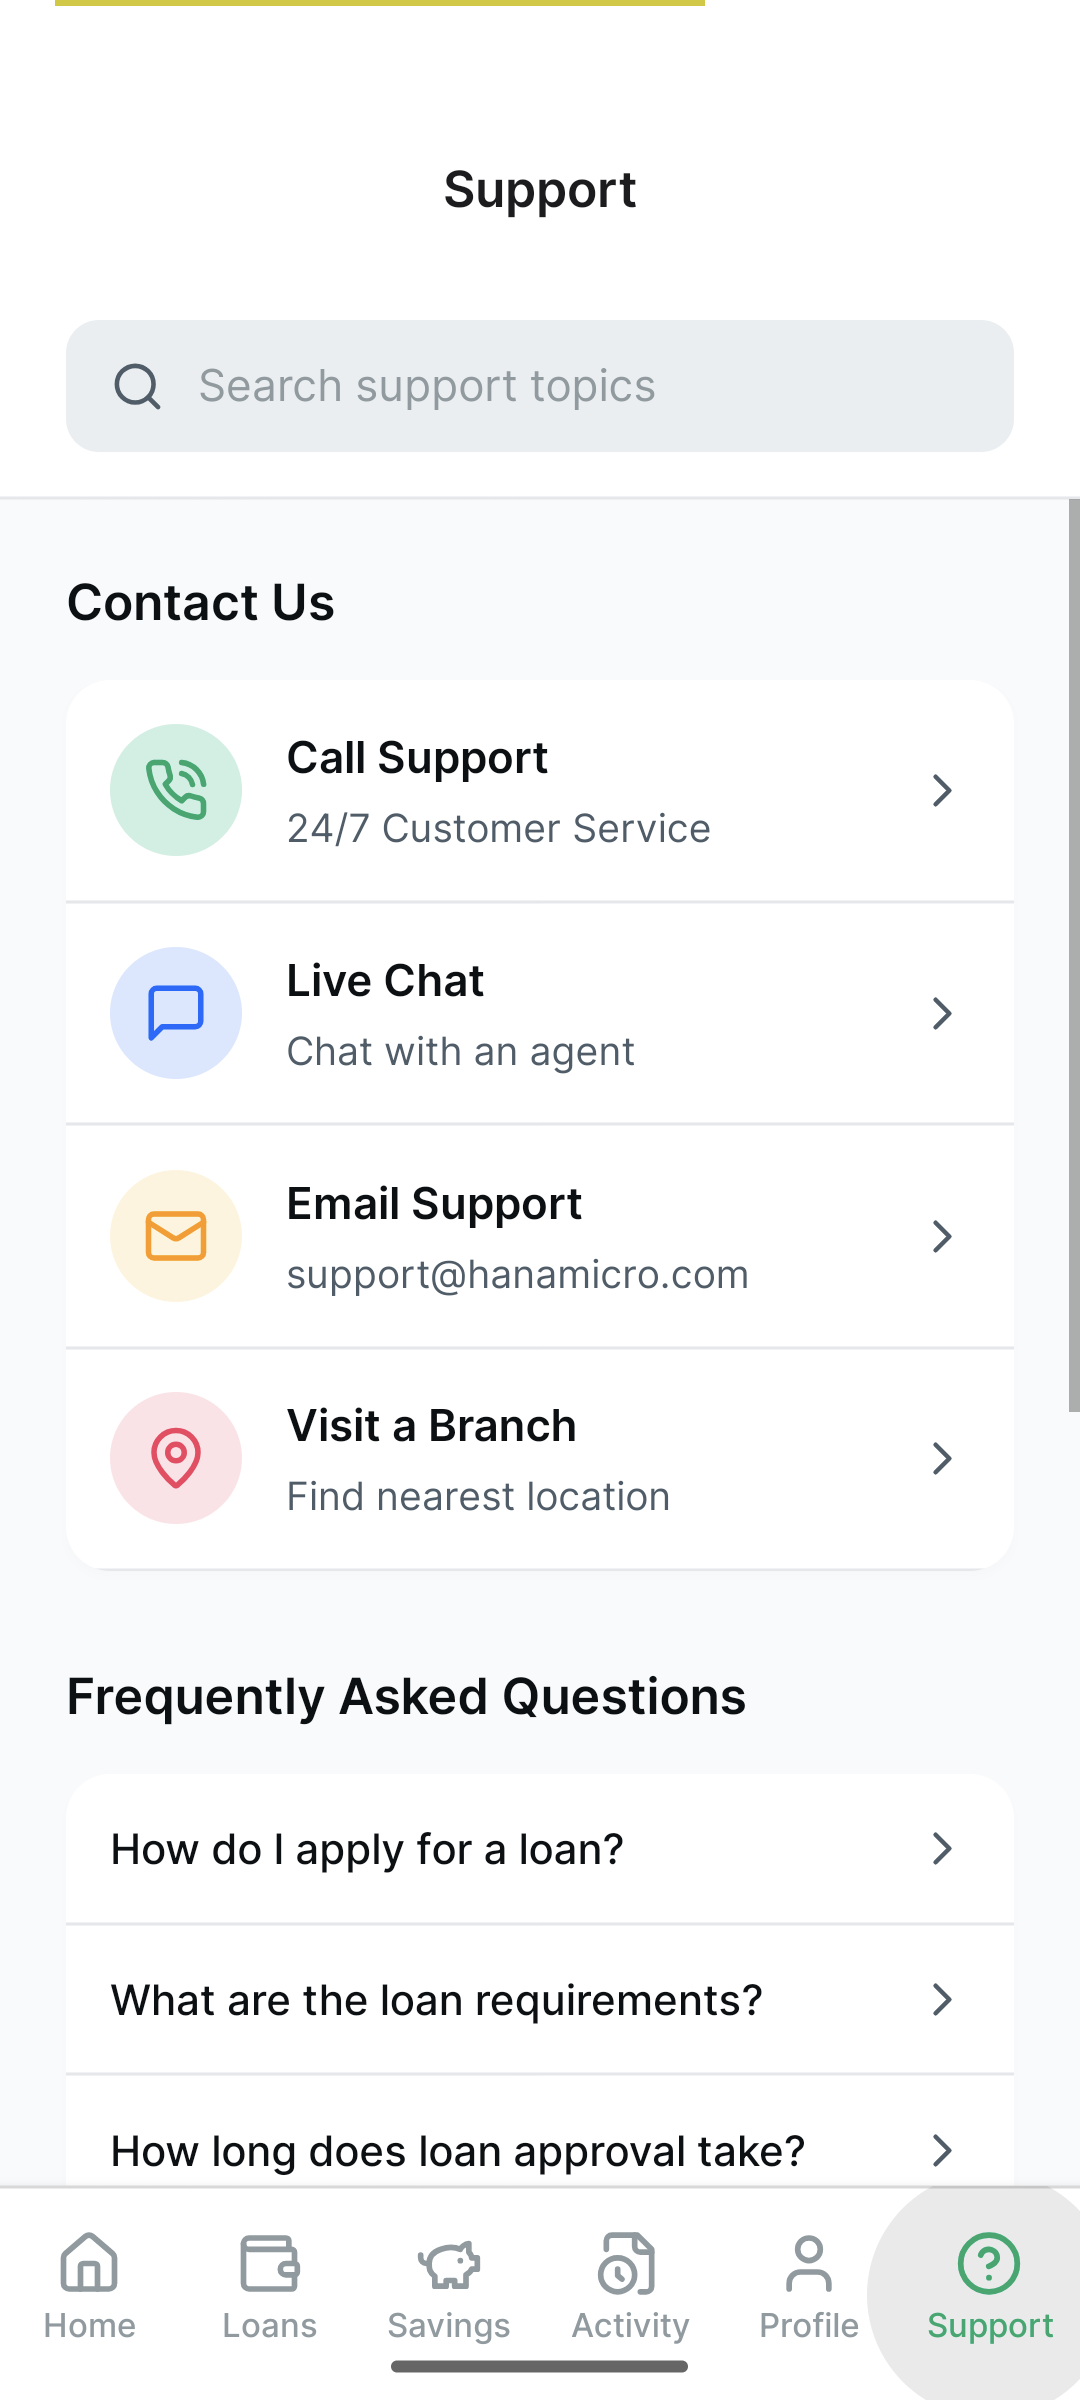 Support
Search support topics
Contact Us
Call Support
24/7 Customer Service
Live Chat
Chat with an agent
Email Support
support@hanamicro.com
Visit a Branch
Find nearest location
Frequently Asked Questions
How do I apply for a loan?
What are the loan requirements?
How long does loan approval take?
Home
Loans
Savings
Activity
Profile
Support